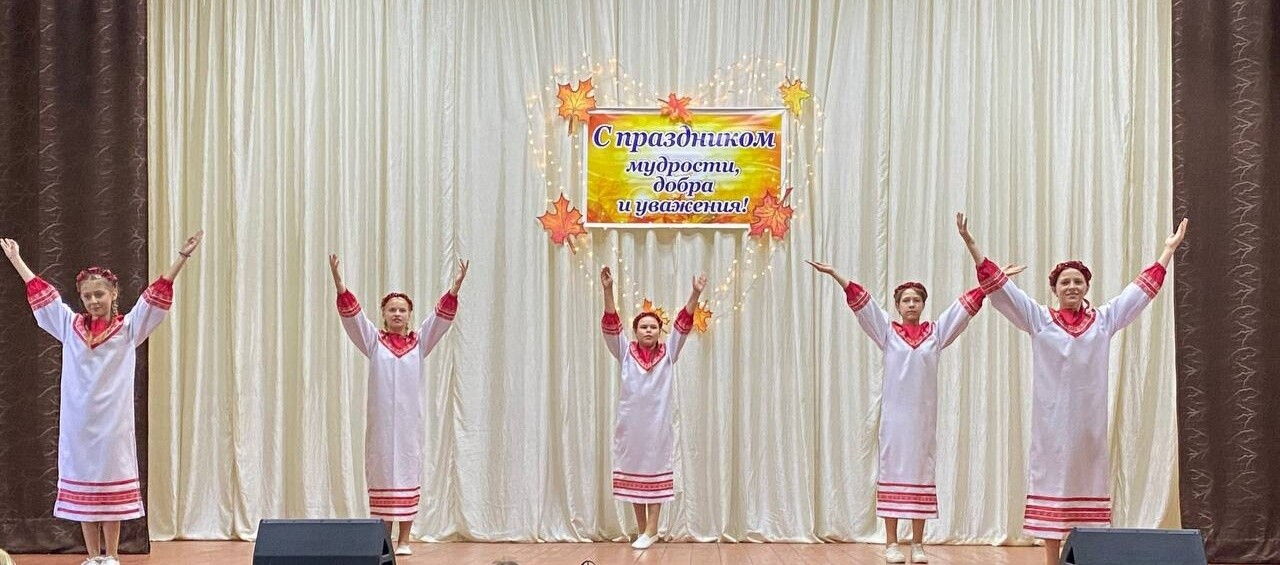 С праздником
мудрости,
добра
и уважения!